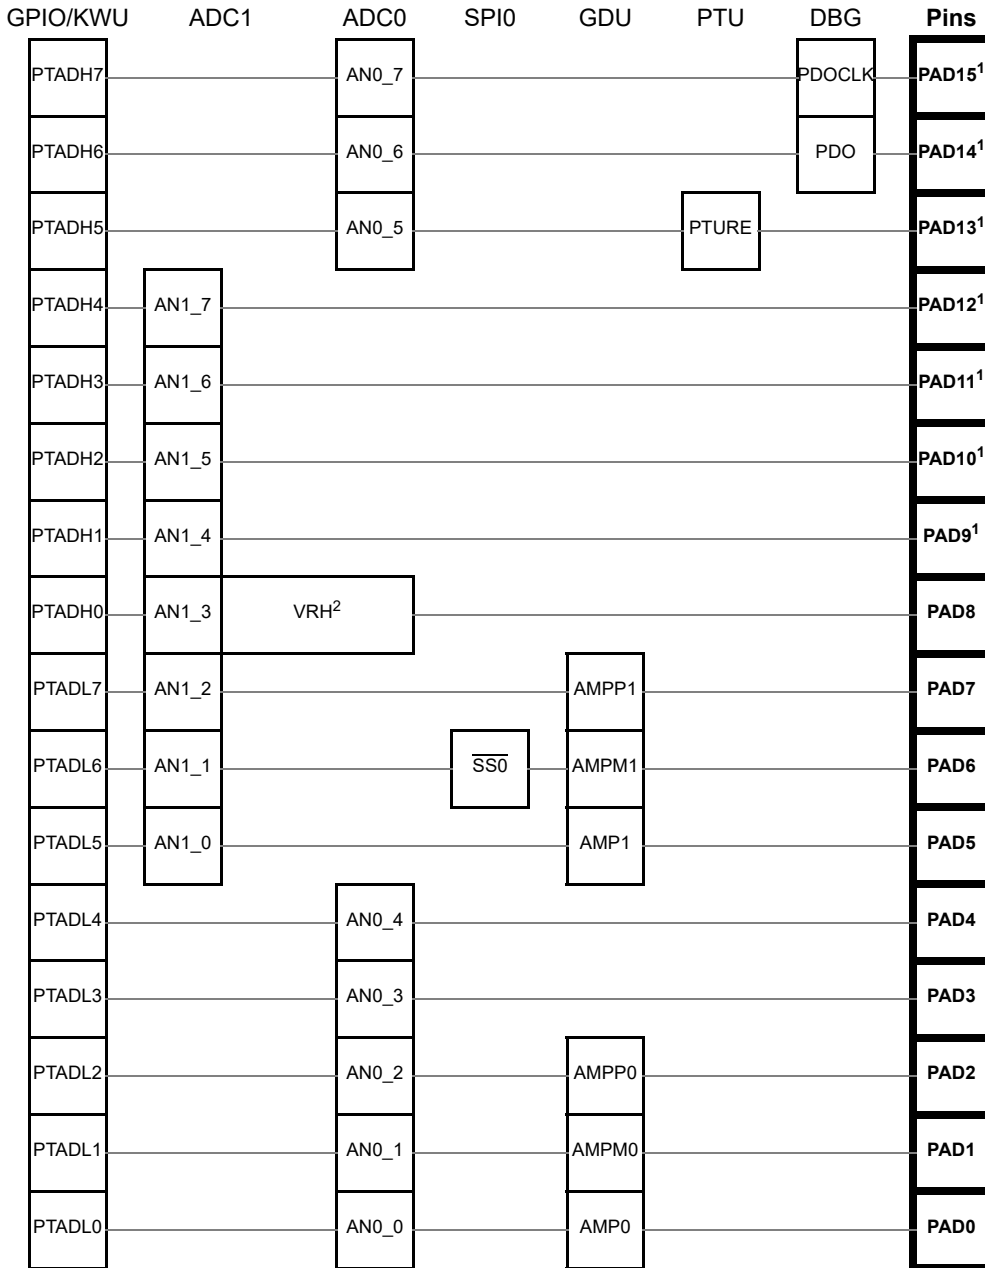 GPIO/KWU ADC1 ADC0 SPI0 GDU PTU DBG Pins
PTADH7 AN0_7 PDOCLK PAD15¹
PTADH6 AN0_6 PDO PAD14¹
PTADH5 AN0_5 PTURE PAD13¹
PTADH4 AN1_7 PAD12¹
PTADH3 AN1_6 PAD11¹
PTADH2 AN1_5 PAD10¹
PTADH1 AN1_4 PAD9¹
PTADH0 AN1_3 VRH² PAD8
PTADL7 AN1_2 AMPP1 PAD7
PTADL6 AN1_1 S̅S̅0̅ AMPM1 PAD6
PTADL5 AN1_0 AMP1 PAD5
PTADL4 AN0_4 PAD4
PTADL3 AN0_3 PAD3
PTADL2 AN0_2 AMPP0 PAD2
PTADL1 AN0_1 AMPM0 PAD1
PTADL0 AN0_0 AMP0 PAD0